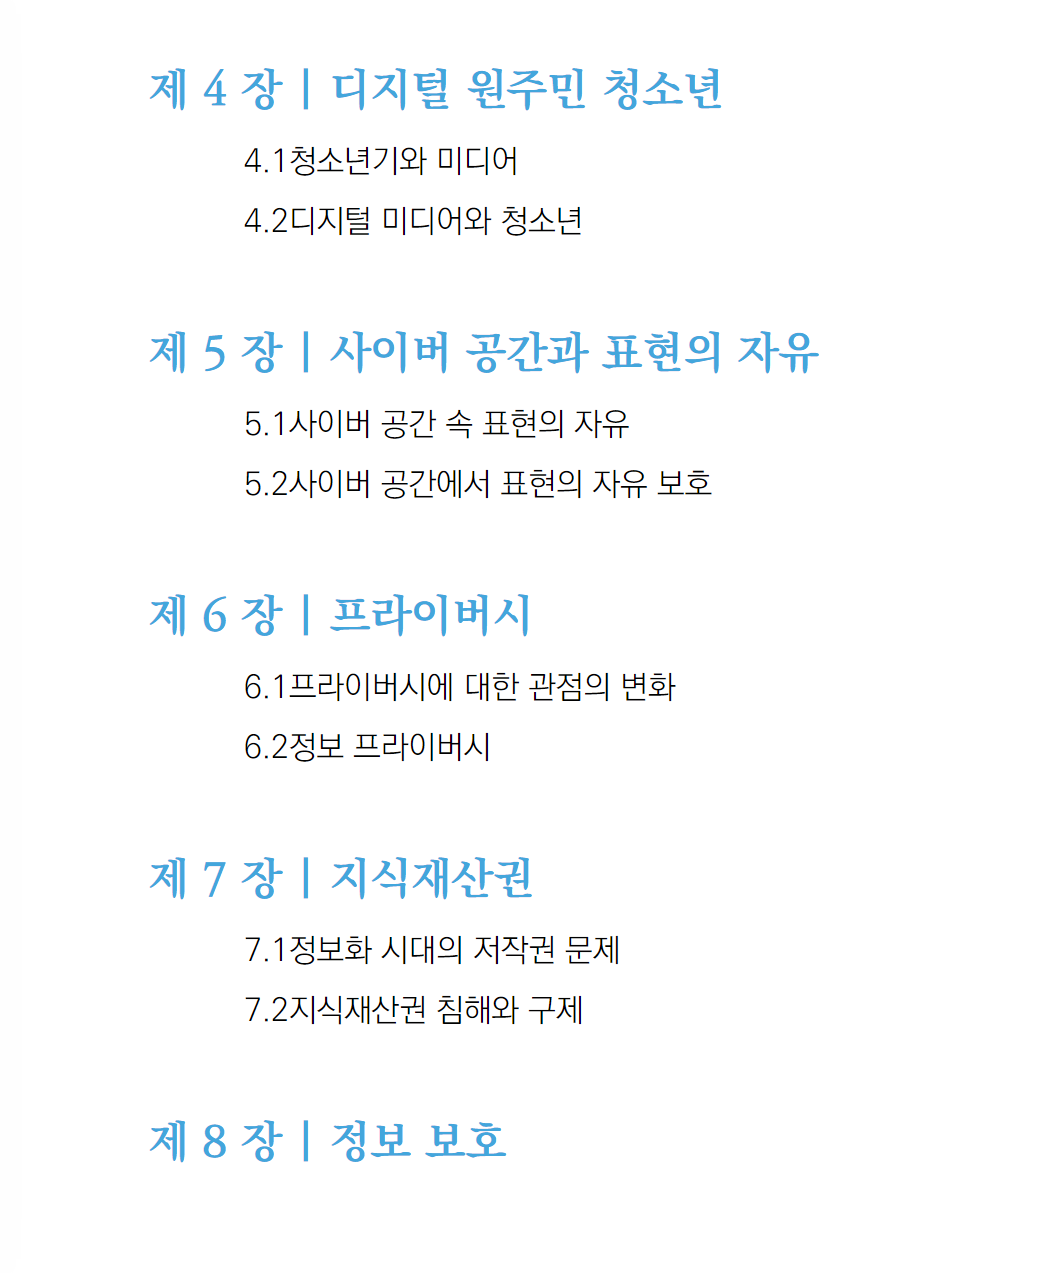 제 4 장 | 디지털 원주민 청소년
4.1청소년기와 미디어
4.2디지털 미디어와 청소년
제 5 장 | 사이버 공간과 표현의 자유
5.1사이버 공간 속 표현의 자유
5.2사이버 공간에서 표현의 자유 보호
제 6 장 | 프라이버시
6.1프라이버시에 대한 관점의 변화
6.2정보 프라이버시
제 7 장 | 지식재산권
7.1정보화 시대의 저작권 문제
7.2지식재산권 침해와 구제
제 8 장 | 정보 보호